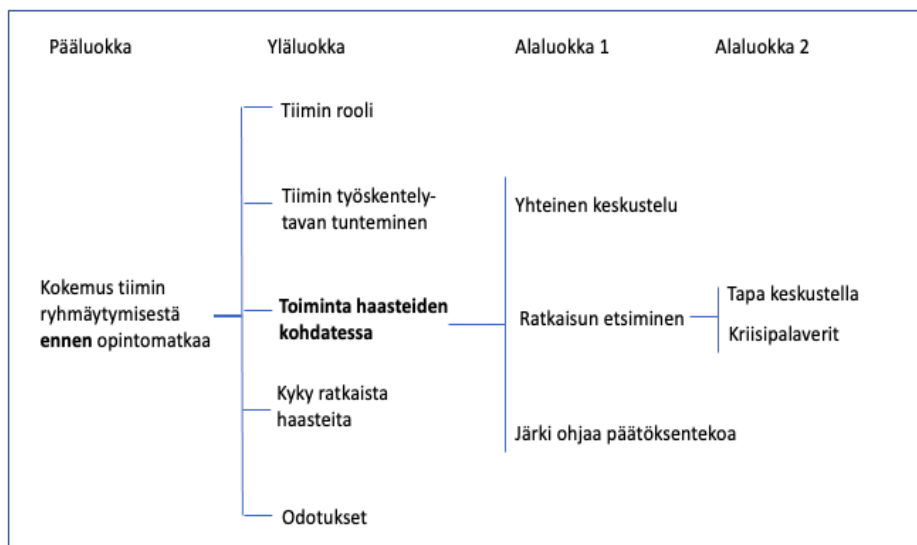 Pääluokka
Yläluokka
Alaluokka 1
Alaluokka 2
Tiimin rooli
Tiimin työskentely-
tavan tunteminen
Yhteinen keskustelu
Kokemus tiimin
ryhmäytymisestä
ennen opintomatkaa
Toiminta haasteiden
kohdatessa
Ratkaisun etsiminen
Tapa keskustella
Kriisipalaverit
Kyky ratkaista
haasteita
Järki ohjaa päätöksentekoa
Odotukset